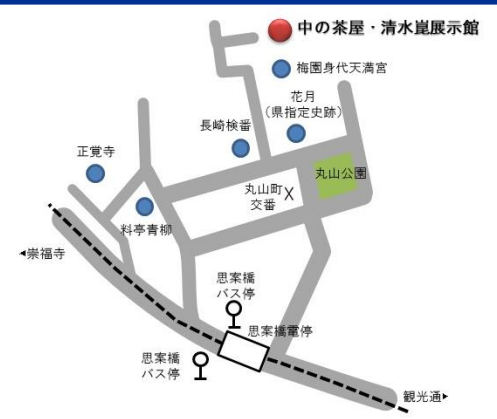 中の茶屋・清水崑展示館
梅園身代天満宮
花月
(県指定史跡)
長崎検番
正覚寺
丸山公園
丸山町
交番
料亭青柳
◀崇福寺
思案橋
バス停
思案橋電停
思案橋
バス停
観光通▶